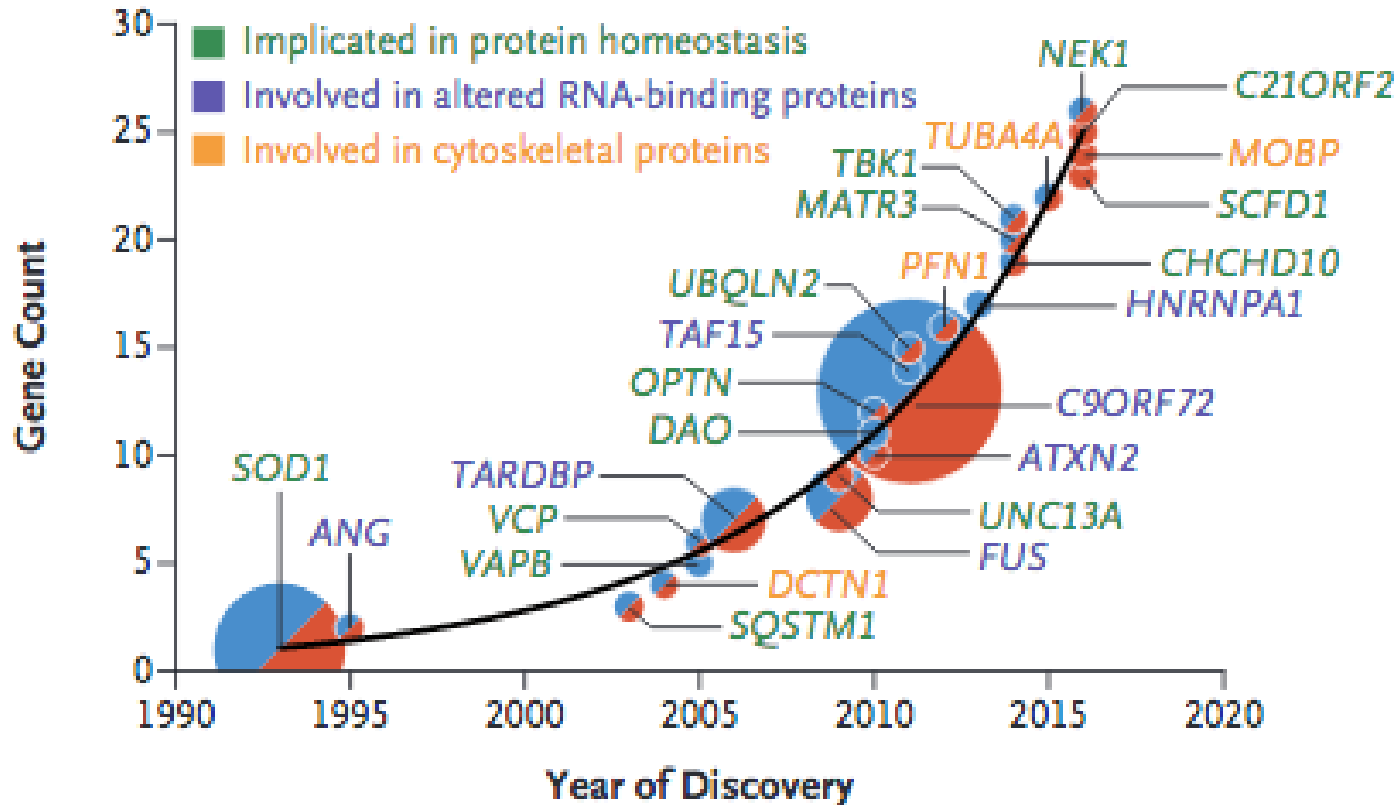 30
Implicated in protein homeostasis
NEK1
C21ORF2
Involved in altered RNA-binding proteins
25
TUBA4A
Involved in cytoskeletal proteins
MOBP
TBK1
MATR3
SCFD1
20
PFN1
CHCHD10
UBQLN2
HNRNPA1
TAF15
15
OPTN
C9ORF72
DAO
Gene Count
10
ATXN2
SOD1
TARDBP
VCP
UNC13A
ANG
FUS
VAPB
5
DCTN1
SQSTM1
0
1990 1995 2000 2005 2010 2015 2020
Year of Discovery